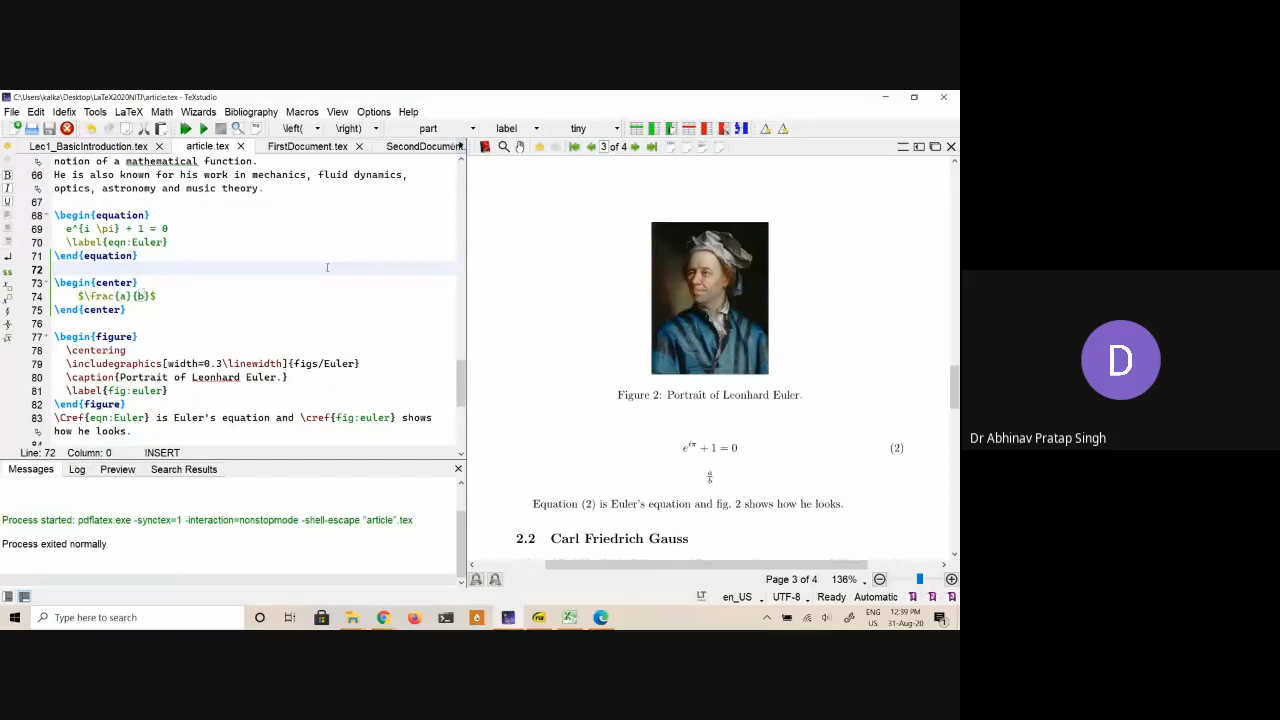 C:\Users\kalka\Desktop\LaTeX2020NITJ\article.tex - TeXstudio
File Edit Idefix Tools LaTeX Math Wizards Bibliography Macros View Options Help
\left( \right) part label tiny
Lec1_BasicIntroduction.tex article.tex FirstDocument.tex SecondDocument.
3 of 4
notion of a mathematical function.
66 He is also known for his work in mechanics, fluid dynamics,
optics, astronomy and music theory.
67
68 \begin{equation}
69 e^{i \pi} + 1 = 0
70 \label{eqn:Euler}
71 \end{equation}
72
73 \begin{center}
74 $\frac{a}{b}$
75 \end{center}
76
77 \begin{figure}
78 \centering
79 \includegraphics[width=0.3\linewidth]{figs/Euler}
80 \caption{Portrait of Leonhard Euler.}
81 \label{fig:euler}
82 \end{figure}
83 \Cref{eqn:Euler} is Euler's equation and \cref{fig:euler} shows
how he looks.
84
Line: 72 Column: 0 INSERT
Messages Log Preview Search Results
Process started: pdflatex.exe -synctex=1 -interaction=nonstopmode -shell-escape "article".tex
Process exited normally
Figure 2: Portrait of Leonhard Euler.
e^{iπ} + 1 = 0 (2)
a
b
Equation (2) is Euler's equation and fig. 2 shows how he looks.
2.2 Carl Friedrich Gauss
Page 3 of 4 136%
LT en_US UTF-8 Ready Automatic
Type here to search
ENG
US
12:39 PM
31-Aug-20
1
D
Dr Abhinav Pratap Singh